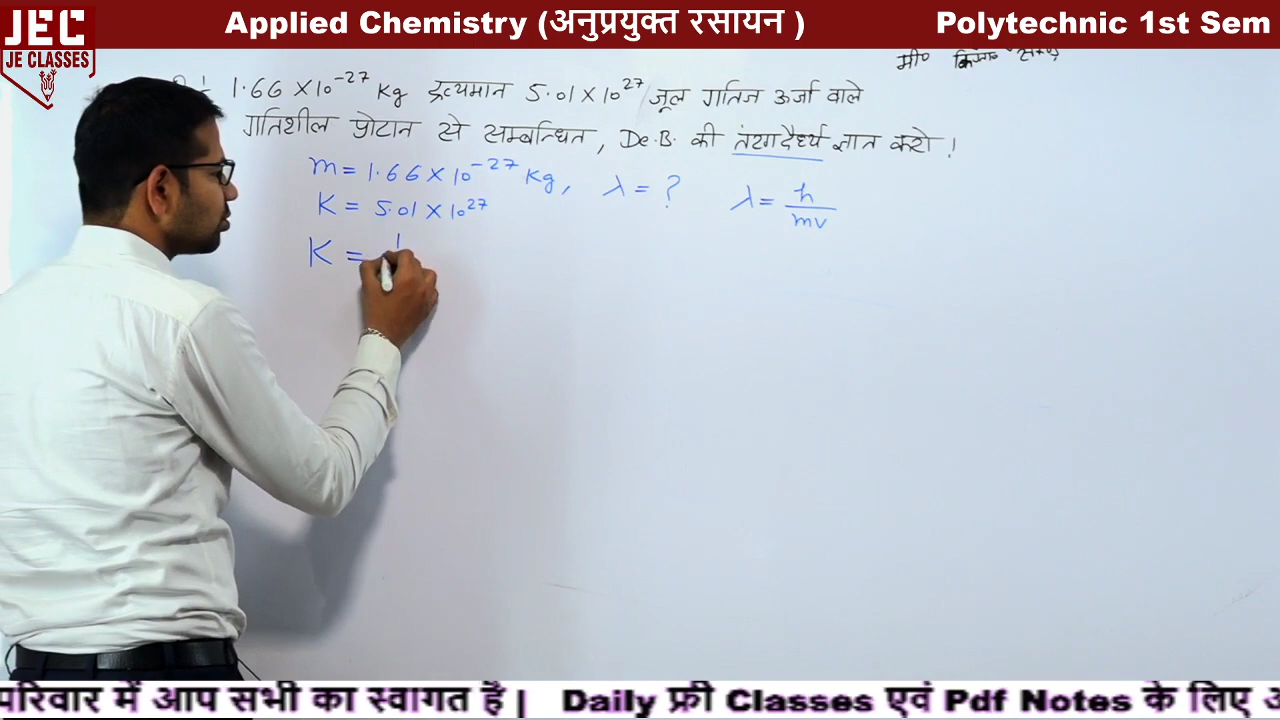 JEC
JE CLASSES
Applied Chemistry (अनुप्रयुक्त रसायन )
Polytechnic 1st Sem
1.66 ×10⁻²⁷ Kg द्रव्यमान 5.01×10²⁷ जूल गतिज ऊर्जा वाले
गतिशील प्रोटान से सम्बन्धित, De.B. की तंरगदैर्ध्य ज्ञात करो !
m = 1.66 × 10⁻²⁷ Kg, λ = ? λ = h/mv
K = 5.01 × 10²⁷
K = 1
परिवार में आप सभी का स्वागत है | Daily फ्री Classes एवं Pdf Notes के लिए